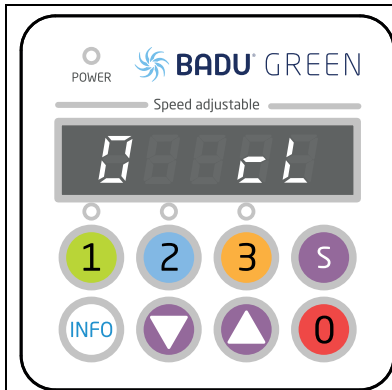 POWER BADU® GREEN
Speed adjustable
0 cL
1 2 3 S
INFO 0